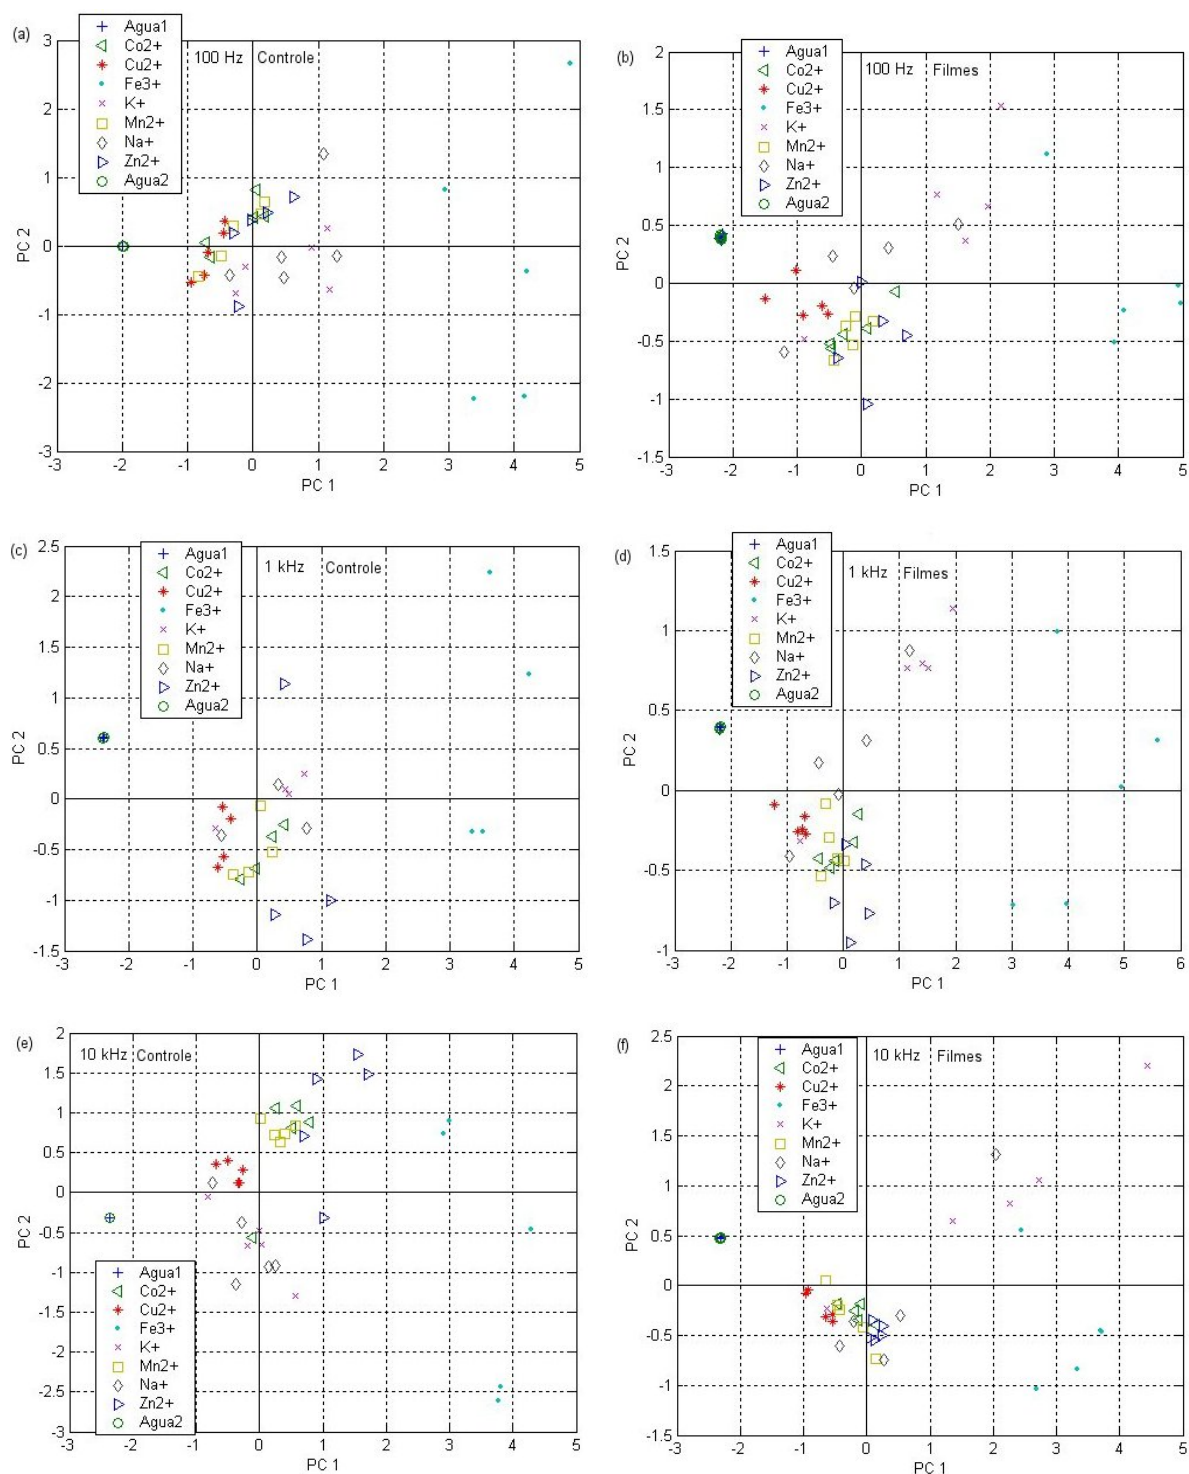 (a)
100 Hz Controle
Agua1
Co2+
Cu2+
Fe3+
K+
Mn2+
Na+
Zn2+
Agua2
3
2
1
0
-1
-2
-3
PC 2
-3 -2 -1 0 1 2 3 4 5
PC 1
(b)
100 Hz Filmes
Agua1
Co2+
Cu2+
Fe3+
K+
Mn2+
Na+
Zn2+
Agua2
2
1.5
1
0.5
0
-0.5
-1
-1.5
PC 2
-3 -2 -1 0 1 2 3 4 5
PC 1
(c)
1 kHz Controle
Agua1
Co2+
Cu2+
Fe3+
K+
Mn2+
Na+
Zn2+
Agua2
2.5
2
1.5
1
0.5
0
-0.5
-1
-1.5
PC 2
-3 -2 -1 0 1 2 3 4 5
PC 1
(d)
1 kHz Filmes
Agua1
Co2+
Cu2+
Fe3+
K+
Mn2+
Na+
Zn2+
Agua2
1.5
1
0.5
0
-0.5
-1
PC 2
-3 -2 -1 0 1 2 3 4 5 6
PC 1
(e)
10 kHz Controle
2
1.5
1
0.5
0
-0.5
-1
-1.5
-2
-2.5
-3
PC 2
Agua1
Co2+
Cu2+
Fe3+
K+
Mn2+
Na+
Zn2+
Agua2
-3 -2 -1 0 1 2 3 4 5
PC 1
(f)
10 kHz Filmes
Agua1
Co2+
Cu2+
Fe3+
K+
Mn2+
Na+
Zn2+
Agua2
2.5
2
1.5
1
0.5
0
-0.5
-1
-1.5
PC 2
-3 -2 -1 0 1 2 3 4 5
PC 1